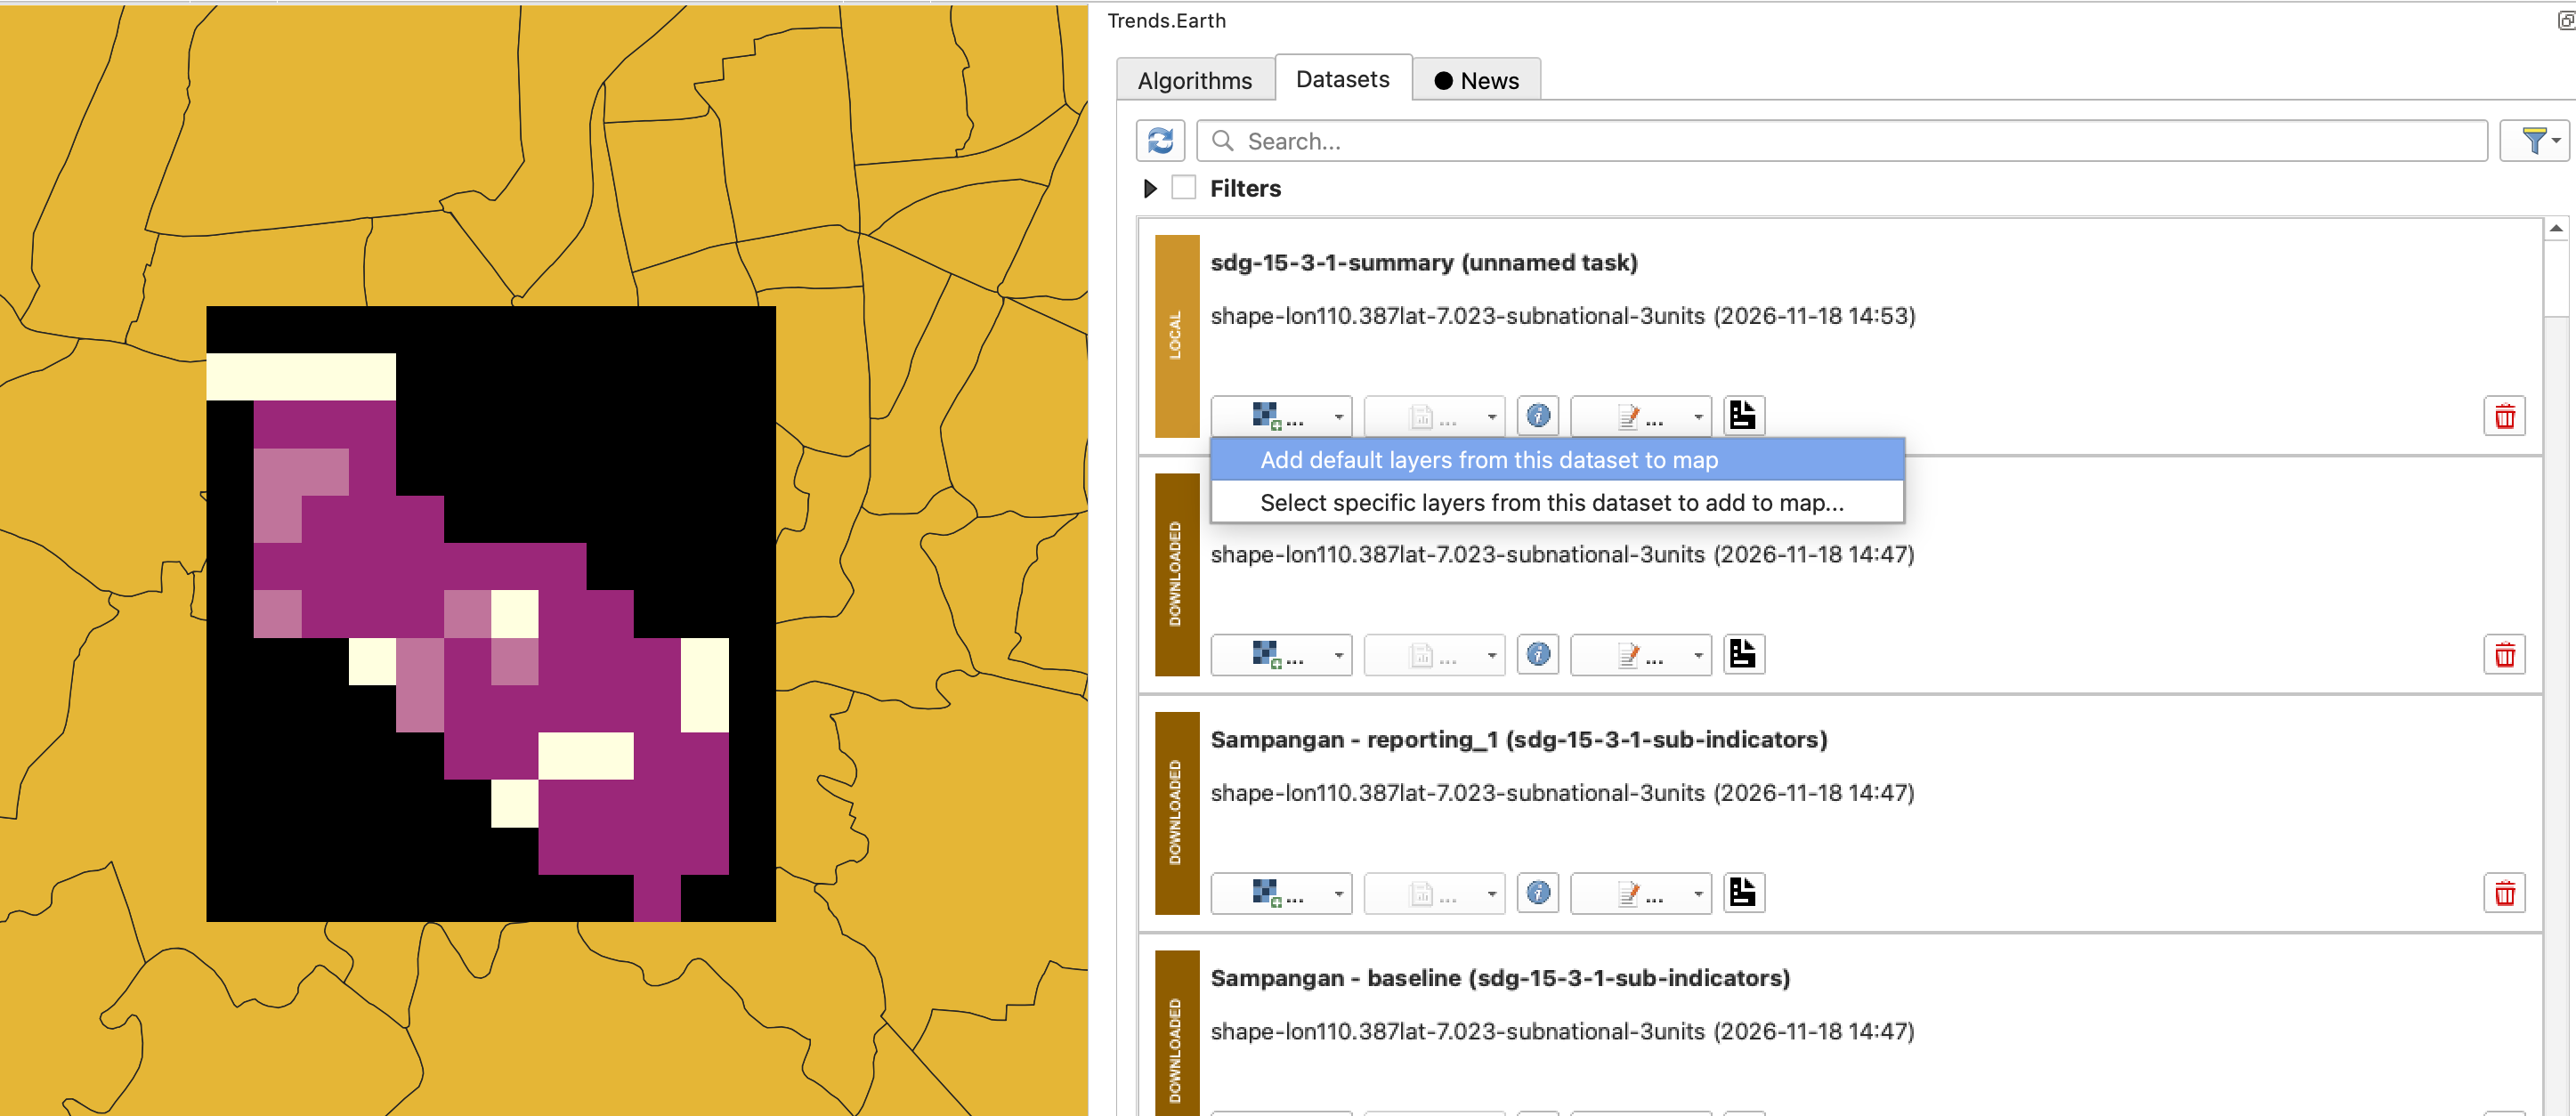 Trends.Earth
Algorithms
Datasets
News
Search...
Filters
LOCAL
sdg-15-3-1-summary (unnamed task)
shape-lon110.387lat-7.023-subnational-3units (2026-11-18 14:53)
...
...
...
Add default layers from this dataset to map
Select specific layers from this dataset to add to map...
DOWNLOADED
shape-lon110.387lat-7.023-subnational-3units (2026-11-18 14:47)
...
...
...
DOWNLOADED
Sampangan - reporting_1 (sdg-15-3-1-sub-indicators)
shape-lon110.387lat-7.023-subnational-3units (2026-11-18 14:47)
...
...
...
DOWNLOADED
Sampangan - baseline (sdg-15-3-1-sub-indicators)
shape-lon110.387lat-7.023-subnational-3units (2026-11-18 14:47)